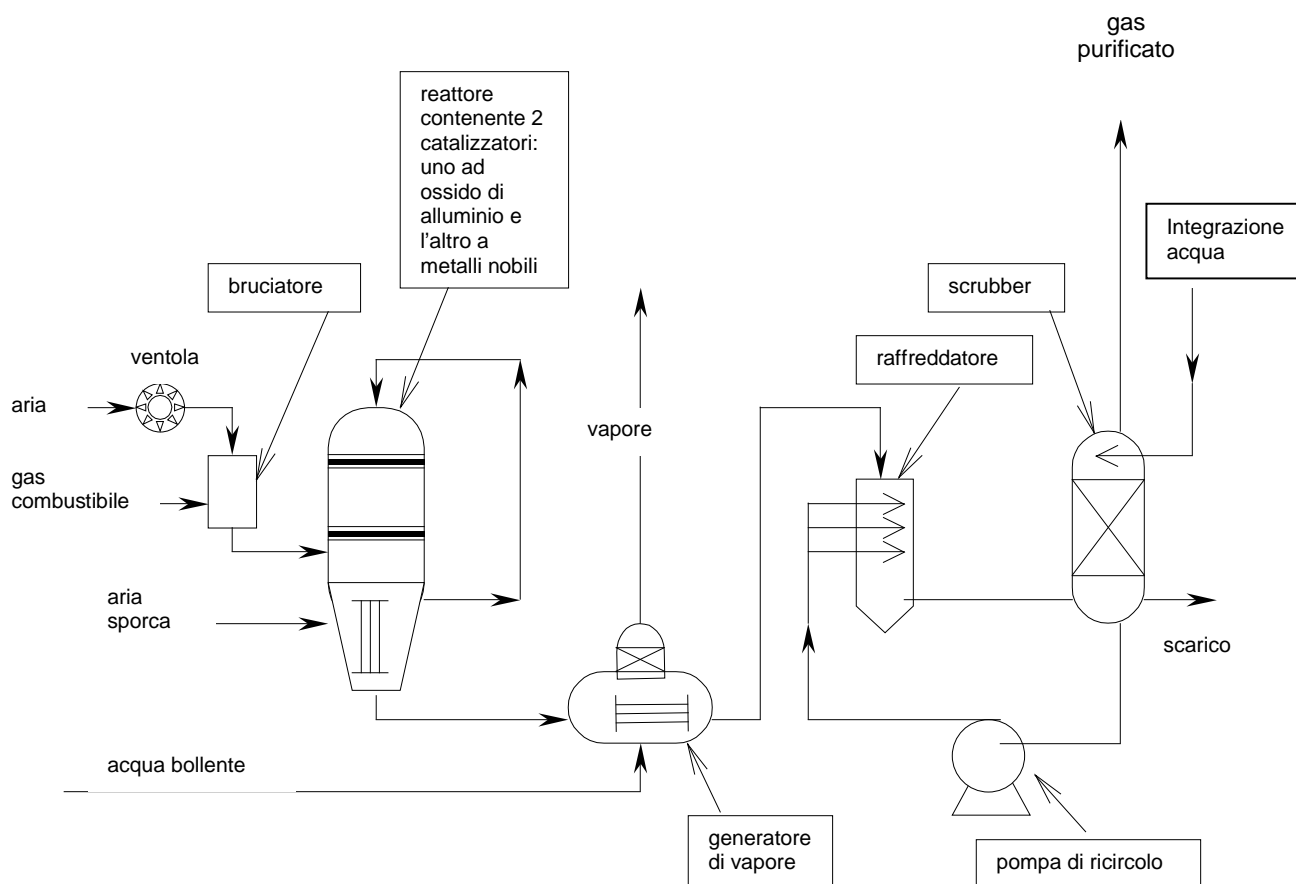 gas
purificato
reattore
contenente 2
catalizzatori:
uno ad
ossido di
alluminio e
l'altro a
metalli nobili
Integrazione
acqua
bruciatore
scrubber
ventola
raffreddatore
aria
vapore
gas
combustibile
aria
sporca
scarico
acqua bollente
generatore
di vapore
pompa di ricircolo